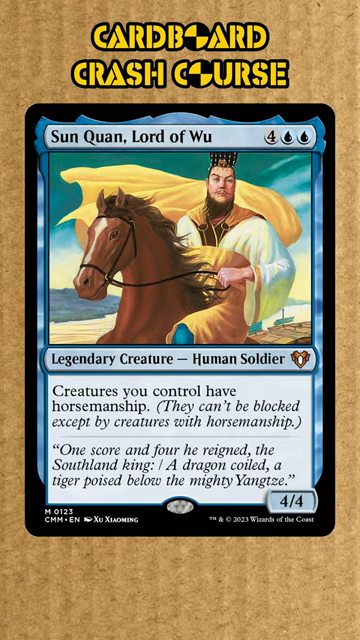 CARDBOARD
CRASH COURSE
Sun Quan, Lord of Wu 4
Legendary Creature — Human Soldier
Creatures you control have
horsemanship. (They can't be blocked
except by creatures with horsemanship.)
"One score and four he reigned, the
Southland king: / A dragon coiled, a
tiger poised below the mighty Yangtze."
4/4
M 0123
CMM • EN Xu Xiaoming
™ & © 2023 Wizards of the Coast